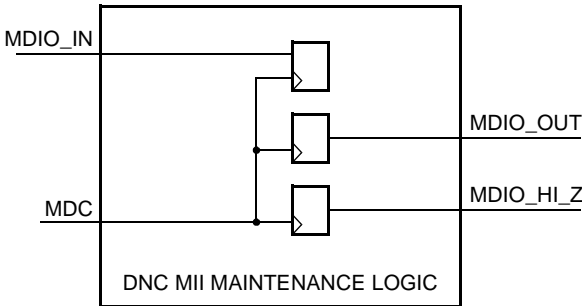 MDIO_IN
MDIO_OUT
MDIO_HI_Z
MDC
DNC MII MAINTENANCE LOGIC